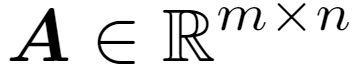 A ∈ ℝ^{m×n}